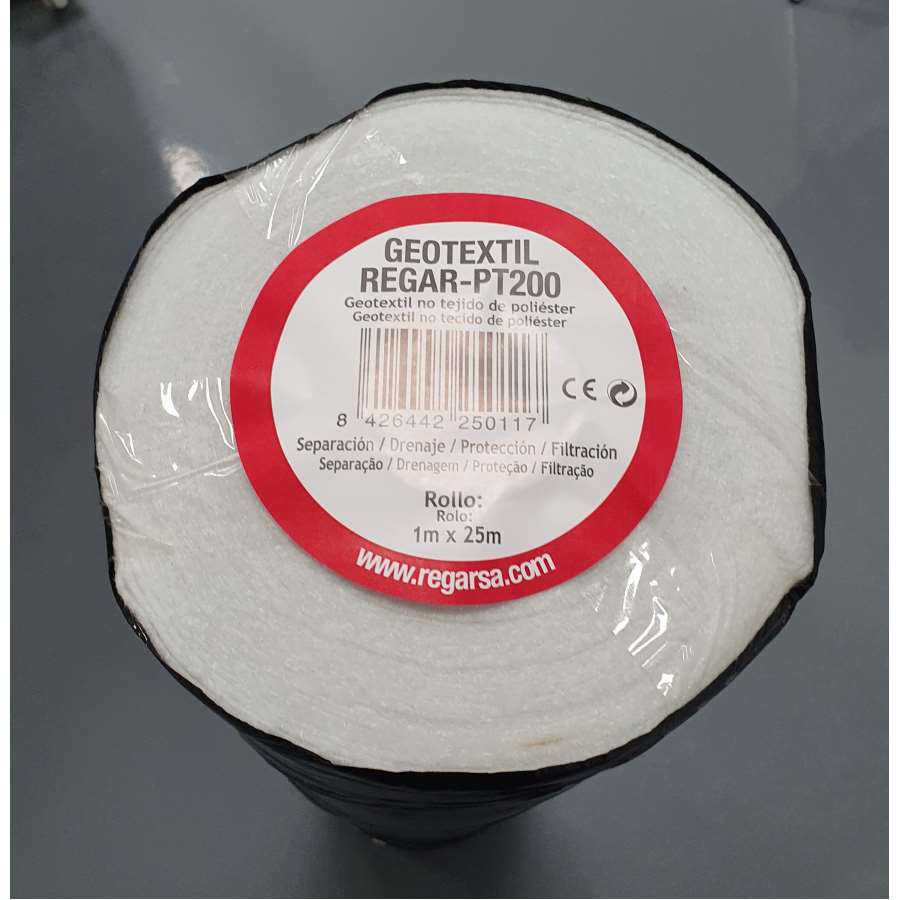 GEOTEXTIL
REGAR-PT200
Geotextil no tejido de poliéster
Geotextil no tecido de poliéster
CE
8 426442 250117
Separación / Drenaje / Protección / Filtración
Separação / Drenagem / Proteção / Filtração
Rollo:
Rolo:
1m x 25m
www.regarsa.com